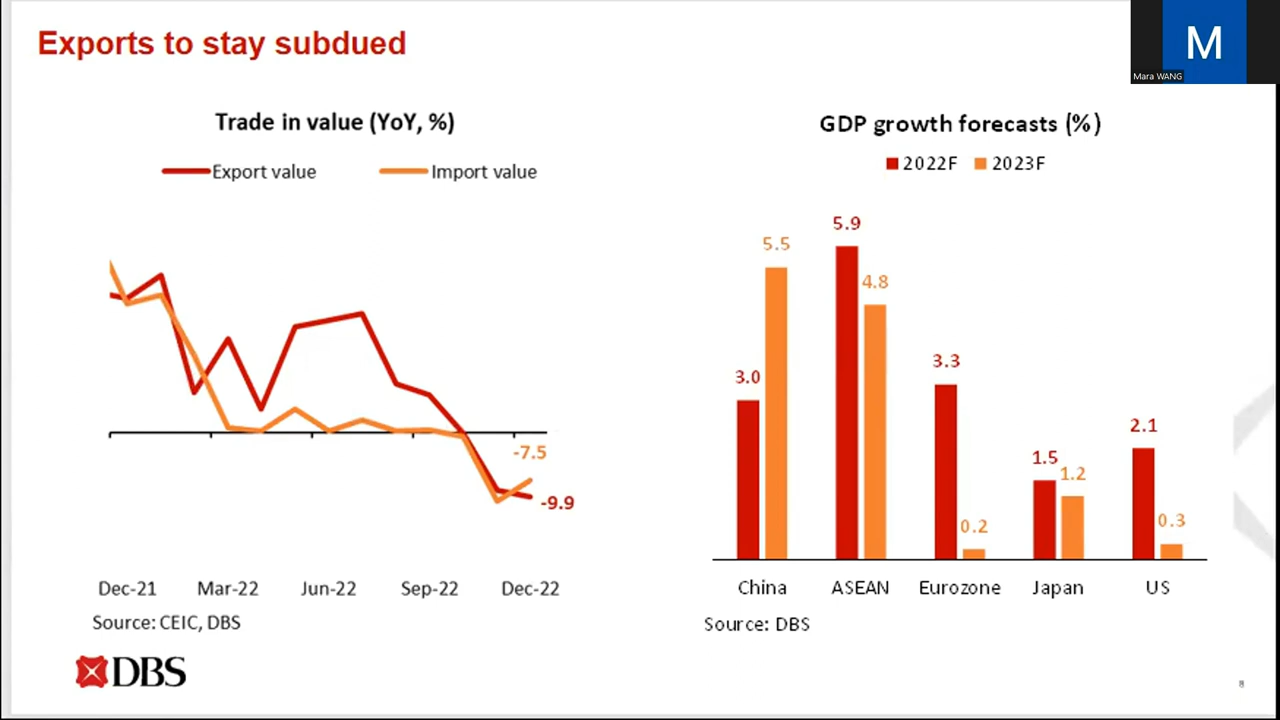 Exports to stay subdued
M
Mara WANG
Trade in value (YoY, %)
Export value
Import value
-7.5
-9.9
Dec-21 Mar-22 Jun-22 Sep-22 Dec-22
Source: CEIC, DBS
GDP growth forecasts (%)
2022F 2023F
3.0 5.5 5.9 4.8 3.3 0.2 1.5 1.2 2.1 0.3
China ASEAN Eurozone Japan US
Source: DBS
DBS
8